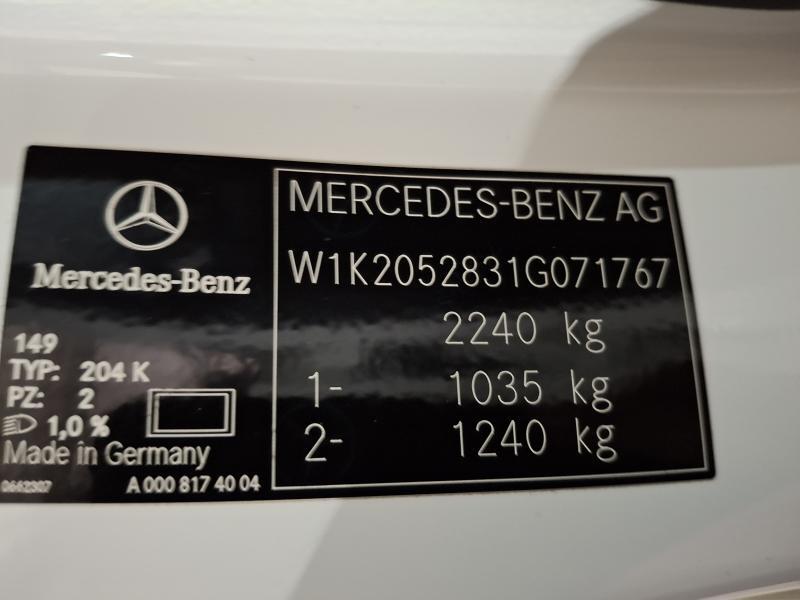 Mercedes-Benz
149
TYP: 204 K
PZ: 2
1,0 %
Made in Germany
0662307 A 000 817 40 04
MERCEDES-BENZ AG
W1K2052831G071767
2240 kg
1- 1035 kg
2- 1240 kg